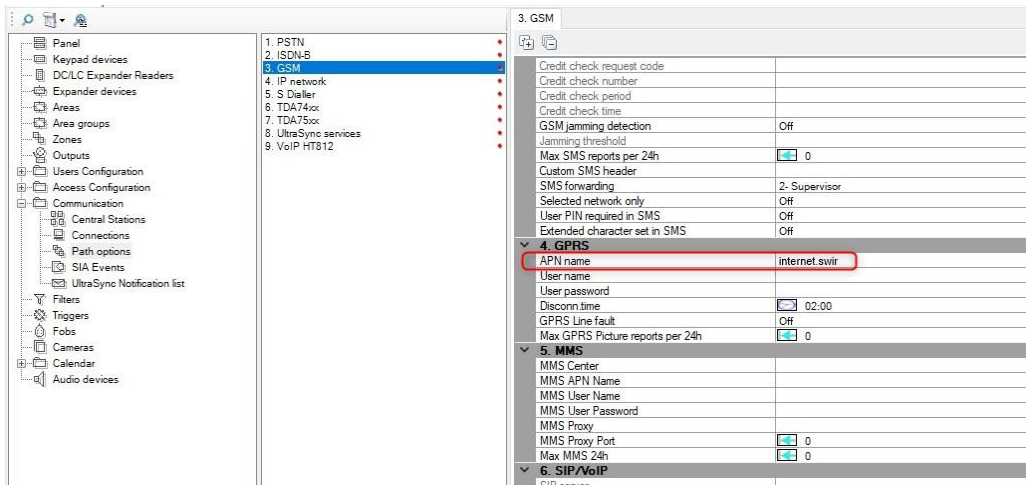 Panel
Keypad devices
DC/LC Expander Readers
Expander devices
Areas
Area groups
Zones
Outputs
Users Configuration
Access Configuration
Communication
Central Stations
Connections
Path options
SIA Events
UltraSync Notification list
Filters
Triggers
Fobs
Cameras
Calendar
Audio devices
1. PSTN
2. ISDN-B
3. GSM
4. IP network
5. S Dialler
6. TDA74xx
7. TDA75xx
8. UltraSync services
9. VoIP HT812
3. GSM
Credit check request code
Credit check number
Credit check period
Credit check time
GSM jamming detection Off
Jamming threshold
Max SMS reports per 24h 0
Custom SMS header
SMS forwarding 2- Supervisor
Selected network only Off
User PIN required in SMS Off
Extended character set in SMS Off
4. GPRS
APN name internet.swir
User name
User password
Disconn.time 02:00
GPRS Line fault Off
Max GPRS Picture reports per 24h 0
5. MMS
MMS Center
MMS APN Name
MMS User Name
MMS User Password
MMS Proxy
MMS Proxy Port 0
Max MMS 24h 0
6. SIP/VoIP
SIP server